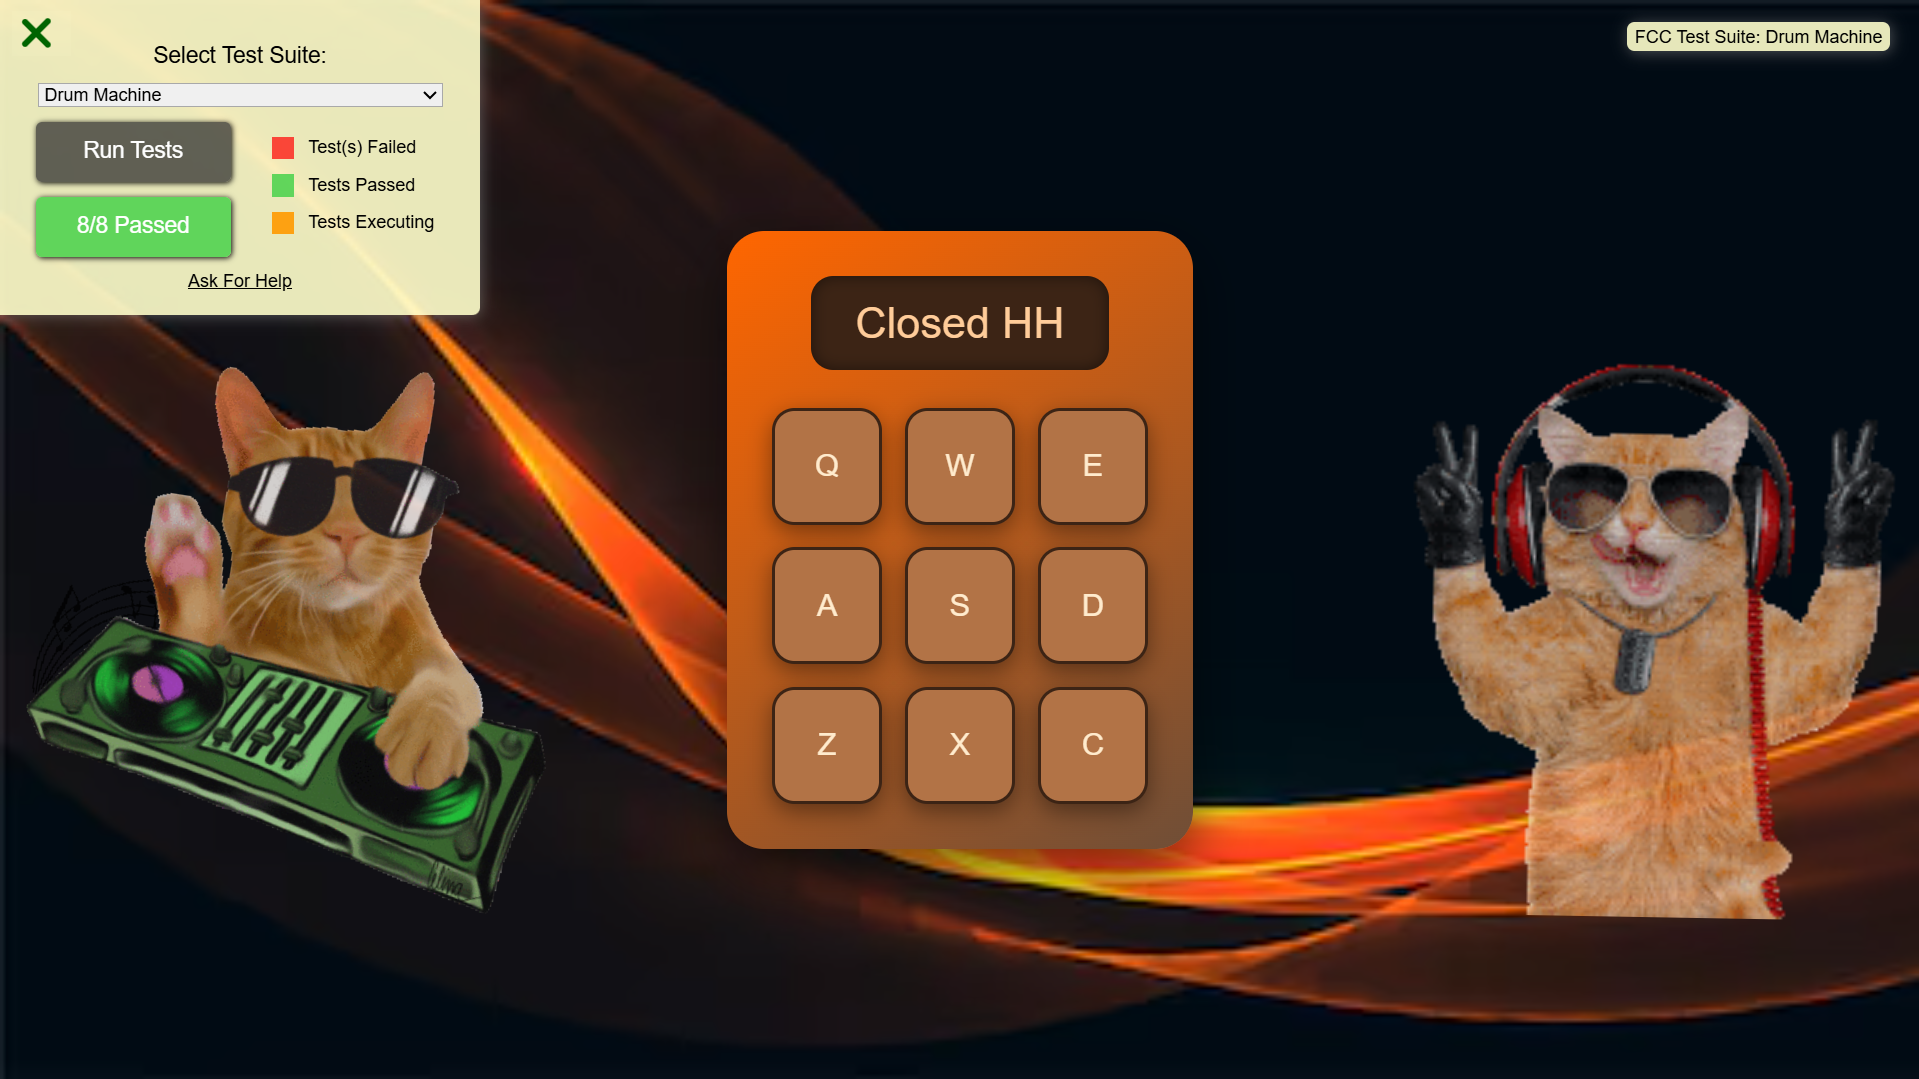 Select Test Suite:
Drum Machine
Run Tests
8/8 Passed
Test(s) Failed
Tests Passed
Tests Executing
Ask For Help
FCC Test Suite: Drum Machine
Closed HH
Q W E
A S D
Z X C